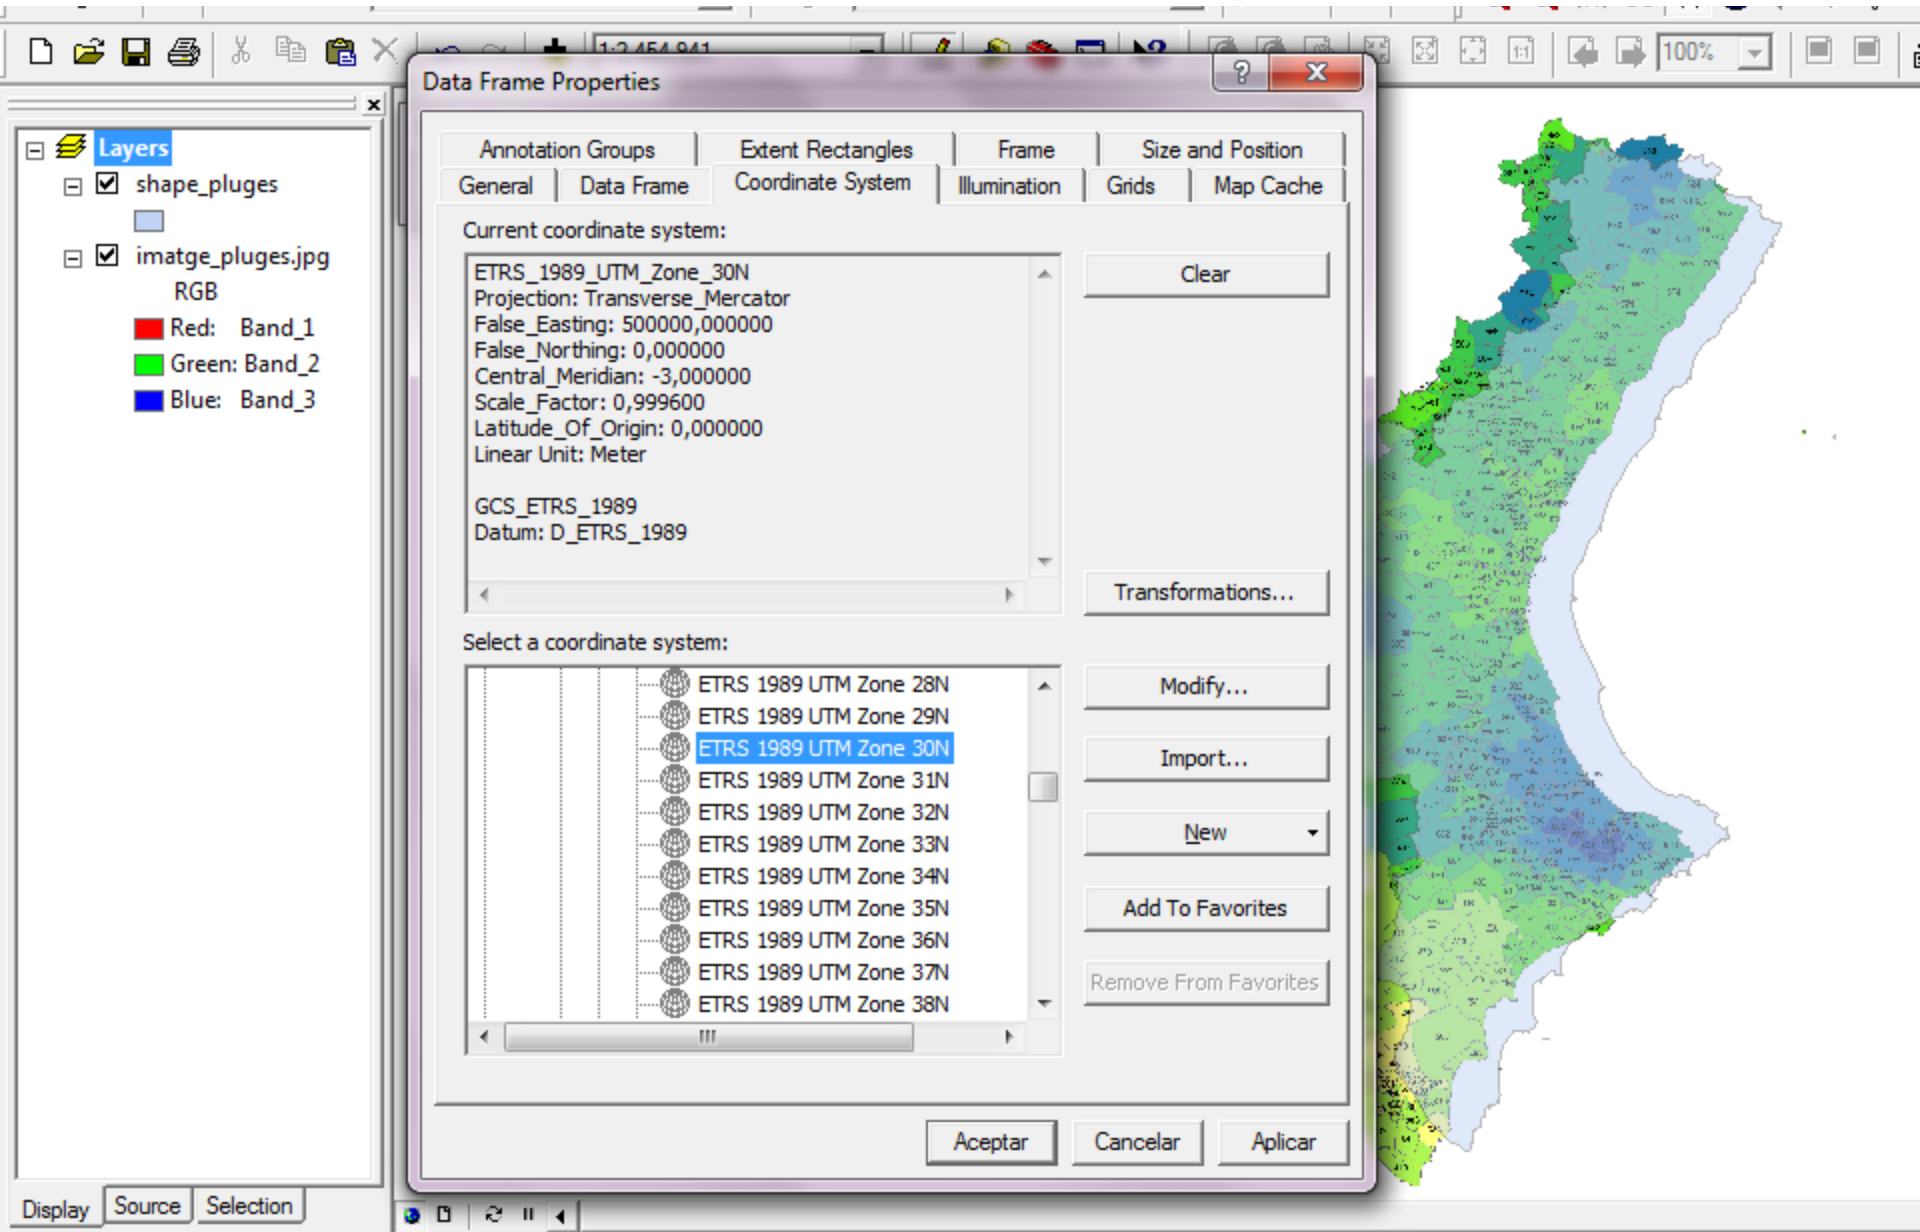 1:2.454.941
100%
Layers
shape_pluges
imatge_pluges.jpg
RGB
Red: Band_1
Green: Band_2
Blue: Band_3
Display
Source
Selection
Data Frame Properties
Annotation Groups
Extent Rectangles
Frame
Size and Position
General
Data Frame
Coordinate System
Illumination
Grids
Map Cache
Current coordinate system:
ETRS_1989_UTM_Zone_30N
Projection: Transverse_Mercator
False_Easting: 500000,000000
False_Northing: 0,000000
Central_Meridian: -3,000000
Scale_Factor: 0,999600
Latitude_Of_Origin: 0,000000
Linear Unit: Meter
GCS_ETRS_1989
Datum: D_ETRS_1989
Clear
Transformations...
Select a coordinate system:
ETRS 1989 UTM Zone 28N
ETRS 1989 UTM Zone 29N
ETRS 1989 UTM Zone 30N
ETRS 1989 UTM Zone 31N
ETRS 1989 UTM Zone 32N
ETRS 1989 UTM Zone 33N
ETRS 1989 UTM Zone 34N
ETRS 1989 UTM Zone 35N
ETRS 1989 UTM Zone 36N
ETRS 1989 UTM Zone 37N
ETRS 1989 UTM Zone 38N
Modify...
Import...
New
Add To Favorites
Remove From Favorites
Aceptar
Cancelar
Aplicar